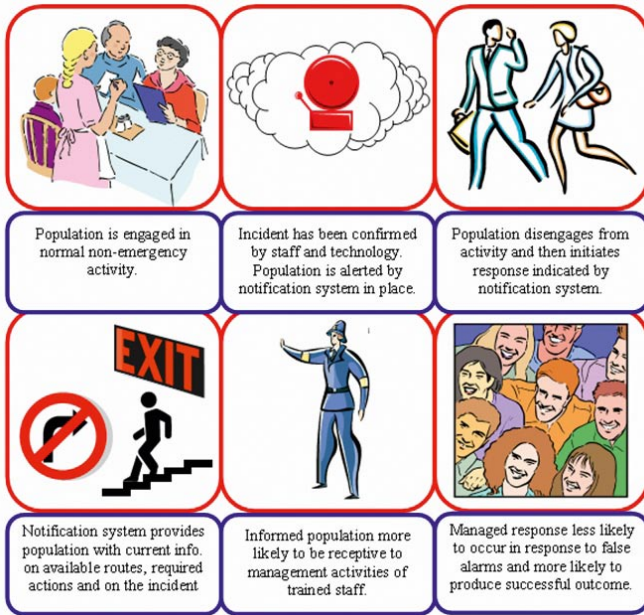 Population is engaged in
normal non-emergency
activity.
Incident has been confirmed
by staff and technology.
Population is alerted by
notification system in place.
Population disengages from
activity and then initiates
response indicated by
notification system.
EXIT
Notification system provides
population with current info.
on available routes, required
actions and on the incident
Informed population more
likely to be receptive to
management activities of
trained staff.
Managed response less likely
to occur in response to false
alarms and more likely to
produce successful outcome.